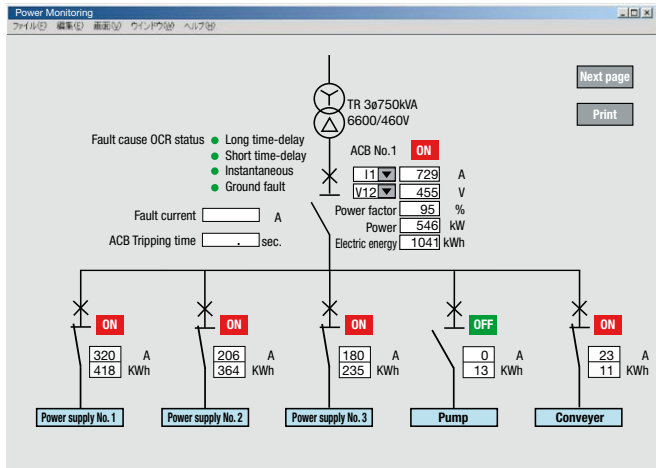 Power Monitoring
ファイル(F) 編集(E) 画面(V) ウインドウ(W) ヘルプ(H)
Next page
Print
TR 3ø750kVA
6600/460V
Fault cause OCR status
Long time-delay
Short time-delay
Instantaneous
Ground fault
ACB No.1 ON
I1 729 A
V12 455 V
Power factor 95 %
Power 546 kW
Electric energy 1041 kWh
Fault current A
ACB Tripping time . sec.
ON ON ON OFF ON
320 A 206 A 180 A 0 A 23 A
418 KWh 364 KWh 235 KWh 13 KWh 11 KWh
Power supply No. 1 Power supply No. 2 Power supply No. 3 Pump Conveyer